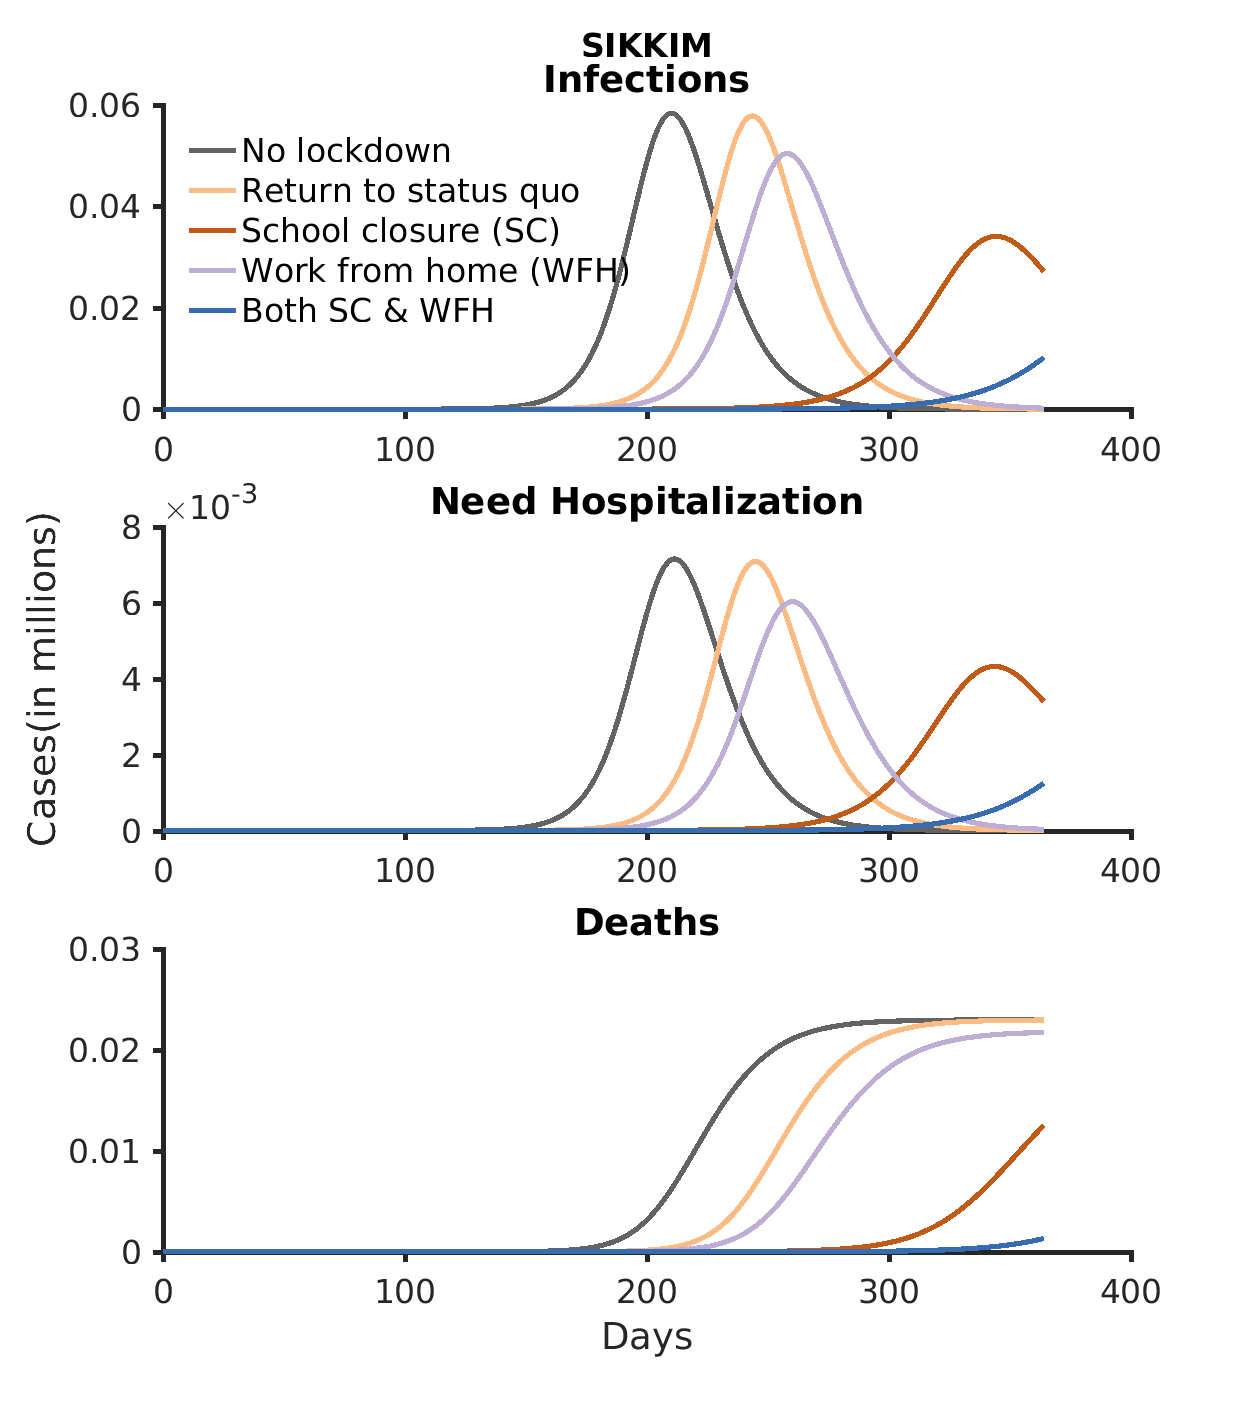 SIKKIM
Infections
0.06
0.04
0.02
0
No lockdown
Return to status quo
School closure (SC)
Work from home (WFH)
Both SC & WFH
0 100 200 300 400
Need Hospitalization
×10-3
8
6
4
2
0
0 100 200 300 400
Cases(in millions)
Deaths
0.03
0.02
0.01
0
0 100 200 300 400
Days